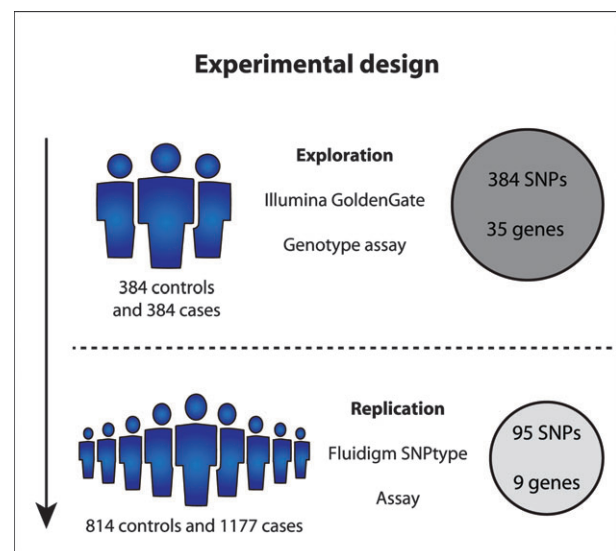 Experimental design
Exploration
Illumina GoldenGate
Genotype assay
384 controls
and 384 cases
384 SNPs
35 genes
Replication
Fluidigm SNPtype
Assay
814 controls and 1177 cases
95 SNPs
9 genes